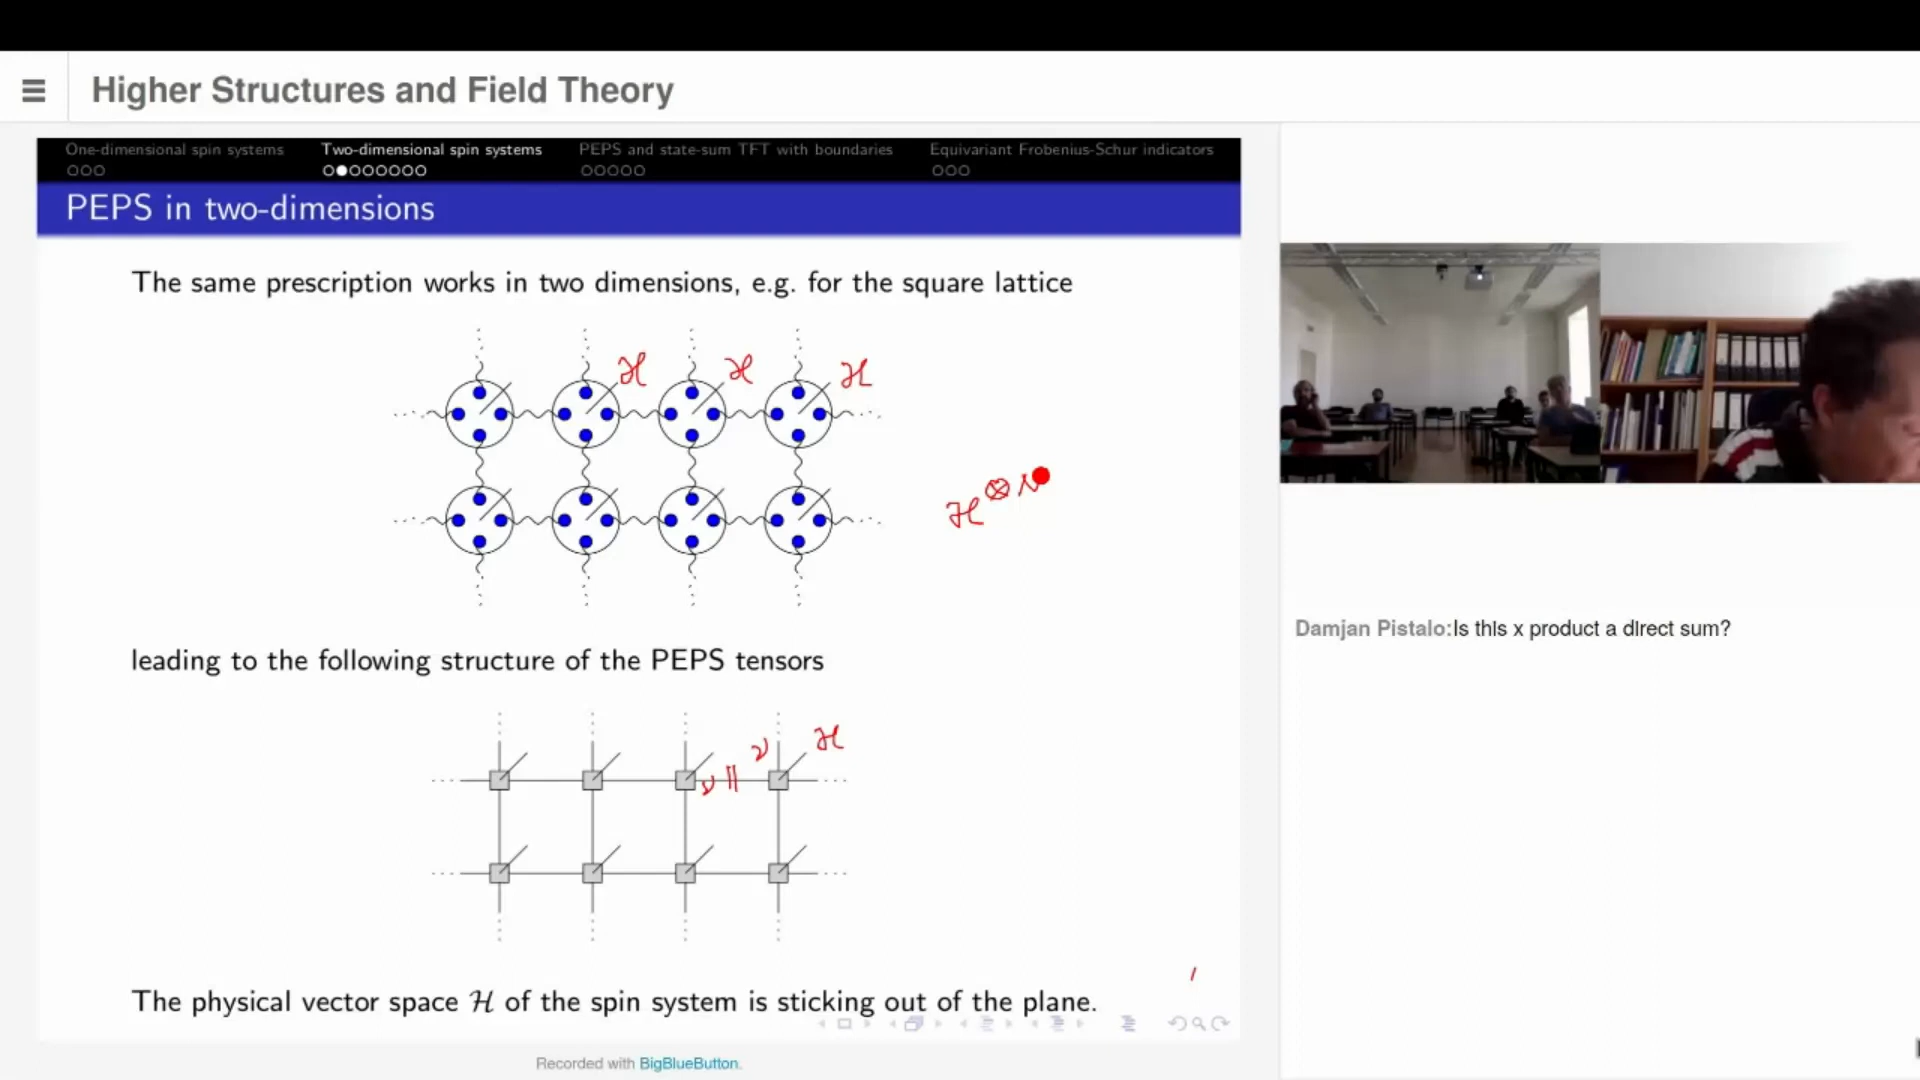 Higher Structures and Field Theory
One-dimensional spin systems Two-dimensional spin systems PEPS and state-sum TFT with boundaries Equivariant Frobenius-Schur indicators
PEPS in two-dimensions
The same prescription works in two dimensions, e.g. for the square lattice
ℋ ℋ ℋ
ℋ⊗N
leading to the following structure of the PEPS tensors
ν ℋ
ν ||
The physical vector space ℋ of the spin system is sticking out of the plane.
Recorded with BigBlueButton.
Damjan Pistalo:Is this x product a direct sum?